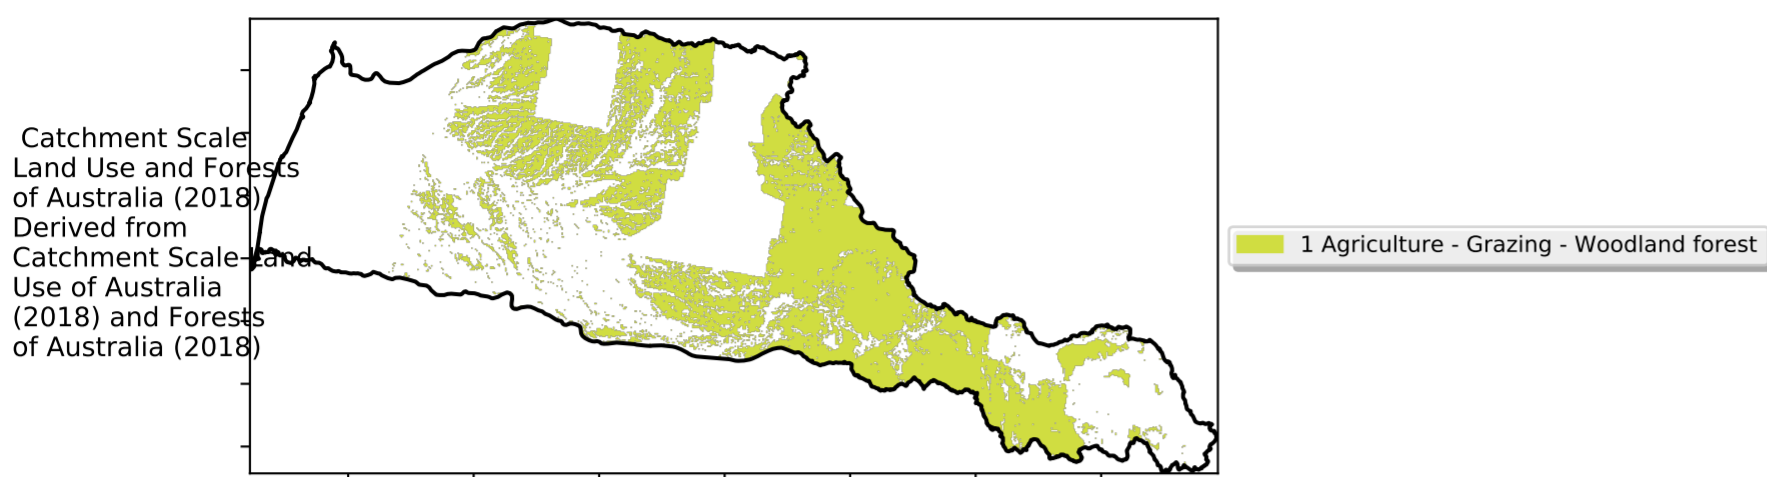 Catchment Scale
Land Use and Forests
of Australia (2018)
Derived from
Catchment Scale Land
Use of Australia
(2018) and Forests
of Australia (2018)
1 Agriculture - Grazing - Woodland forest